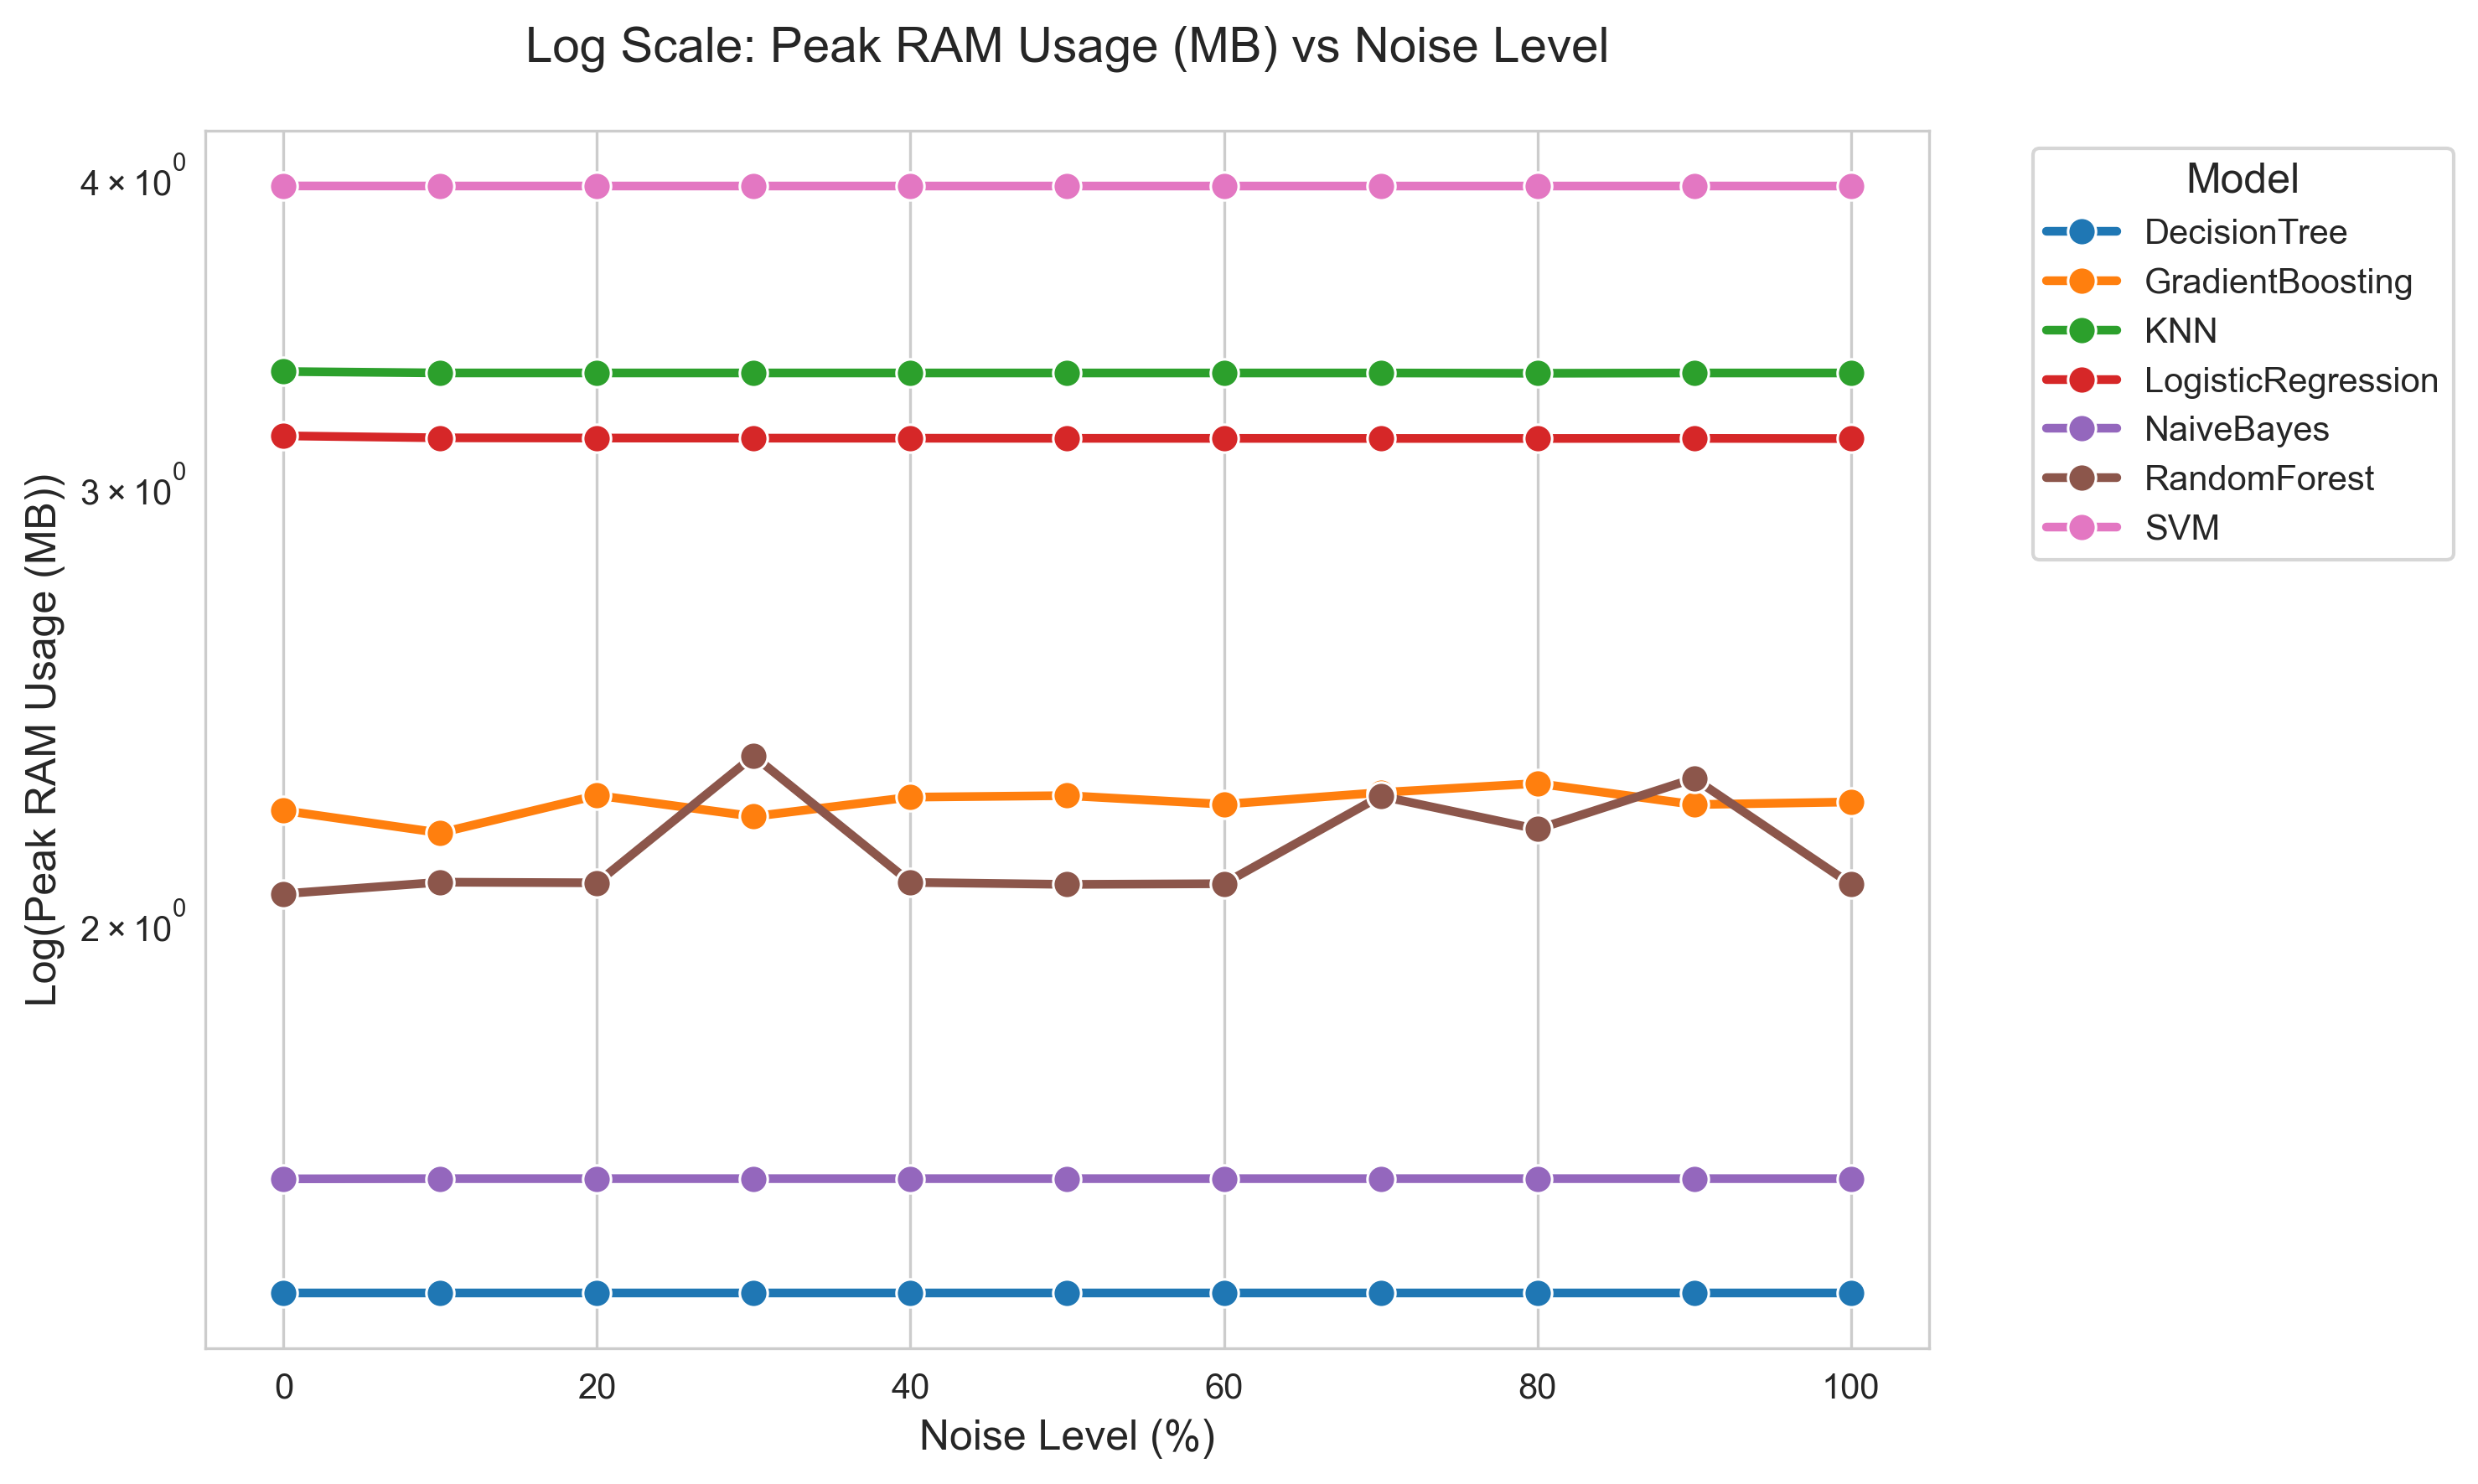 Log Scale: Peak RAM Usage (MB) vs Noise Level
Log(Peak RAM Usage (MB))
4 × 10⁰
3 × 10⁰
2 × 10⁰
0 20 40 60 80 100
Noise Level (%)
Model
DecisionTree
GradientBoosting
KNN
LogisticRegression
NaiveBayes
RandomForest
SVM